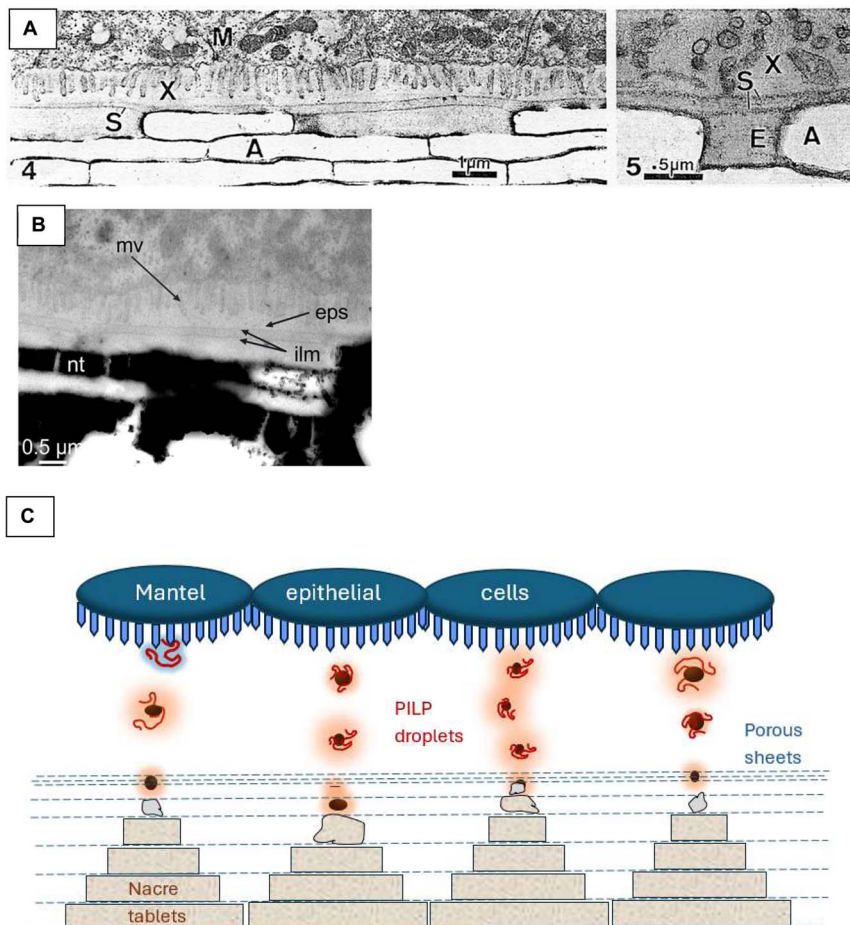 A
M
X
S
A
4
1μm
X
S
E
A
5
.5μm
B
mv
eps
ilm
nt
0.5 μm
C
Mantel
epithelial
cells
PILP
droplets
Porous
sheets
Nacre
tablets